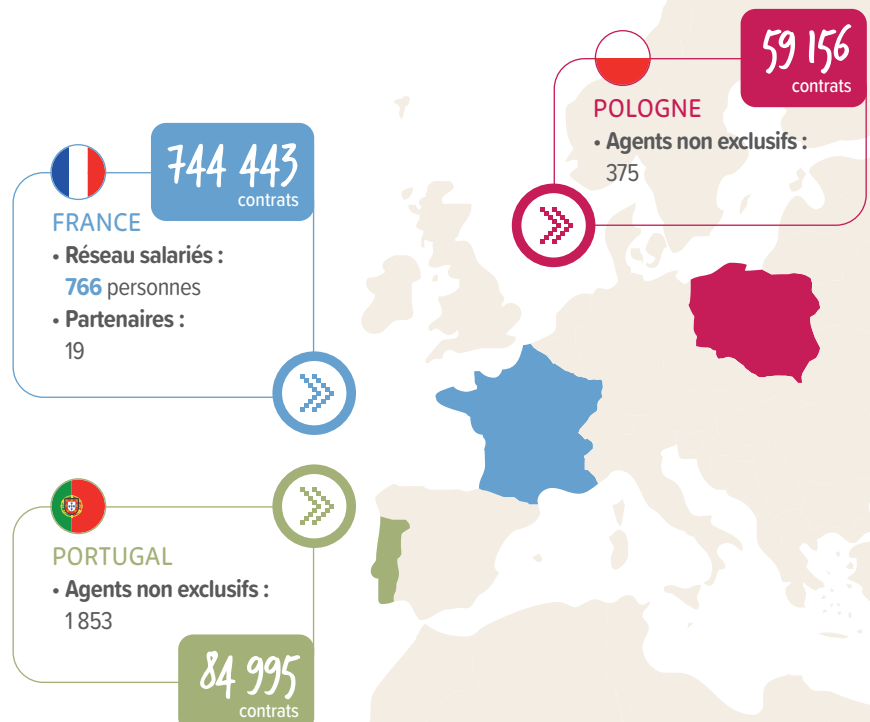 59 156
contrats
POLOGNE
• Agents non exclusifs :
375
744 443
contrats
FRANCE
• Réseau salariés :
766 personnes
• Partenaires :
19
PORTUGAL
• Agents non exclusifs :
1 853
84 995
contrats